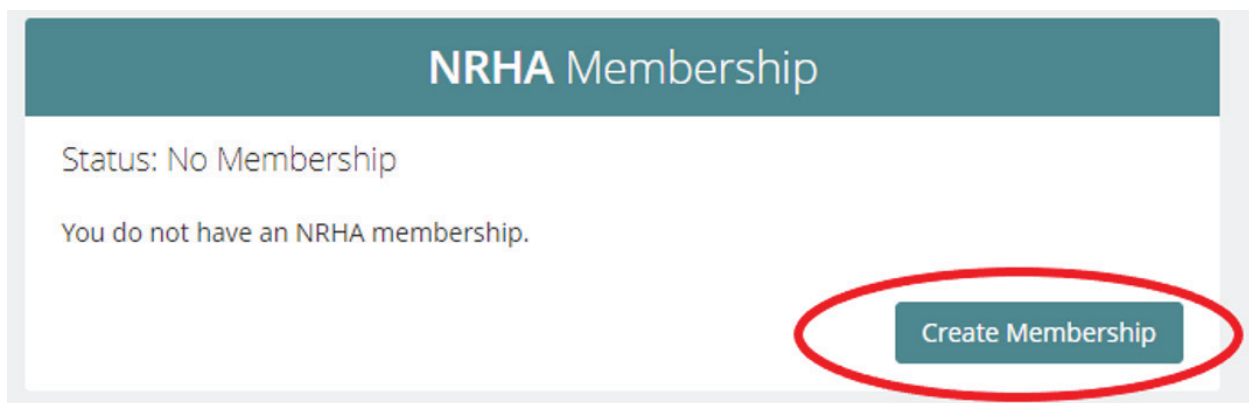 NRHA Membership
Status: No Membership
You do not have an NRHA membership.
Create Membership